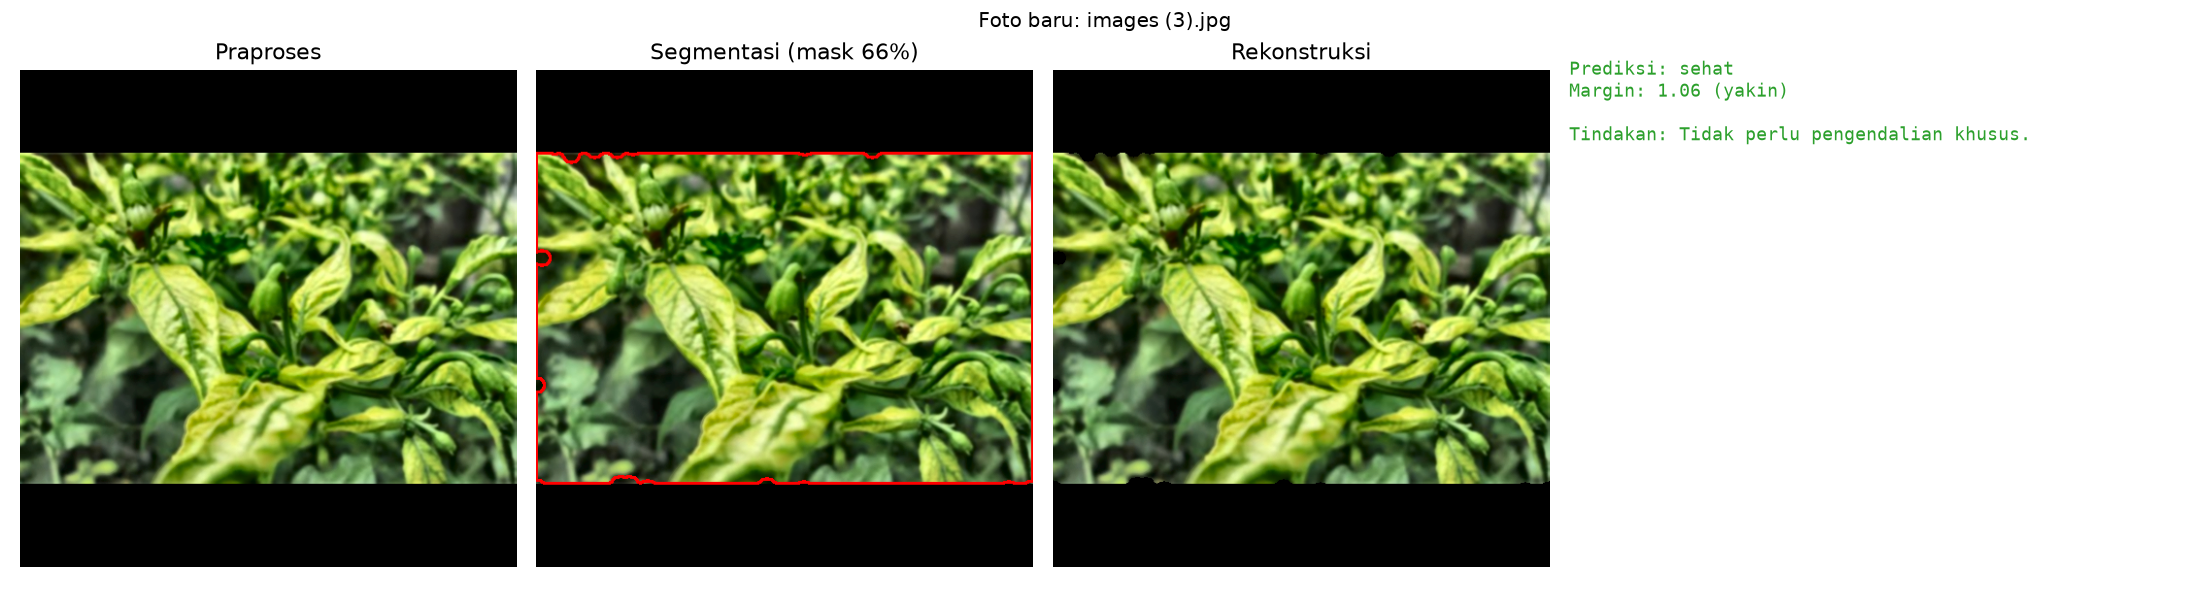 Foto baru: images (3).jpg
Praproses
Segmentasi (mask 66%)
Rekonstruksi
Prediksi: sehat
Margin: 1.06 (yakin)
Tindakan: Tidak perlu pengendalian khusus.